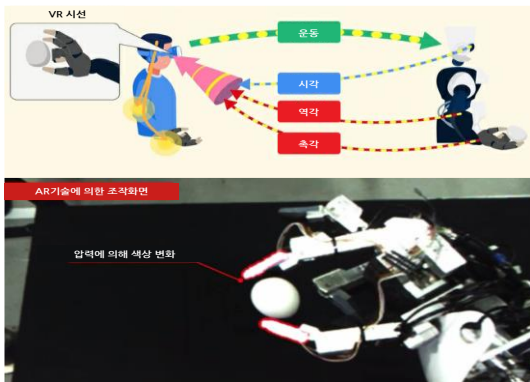 VR 시선
운동
시각
역각
촉각
AR기술에 의한 조작화면
압력에 의해 색상 변화